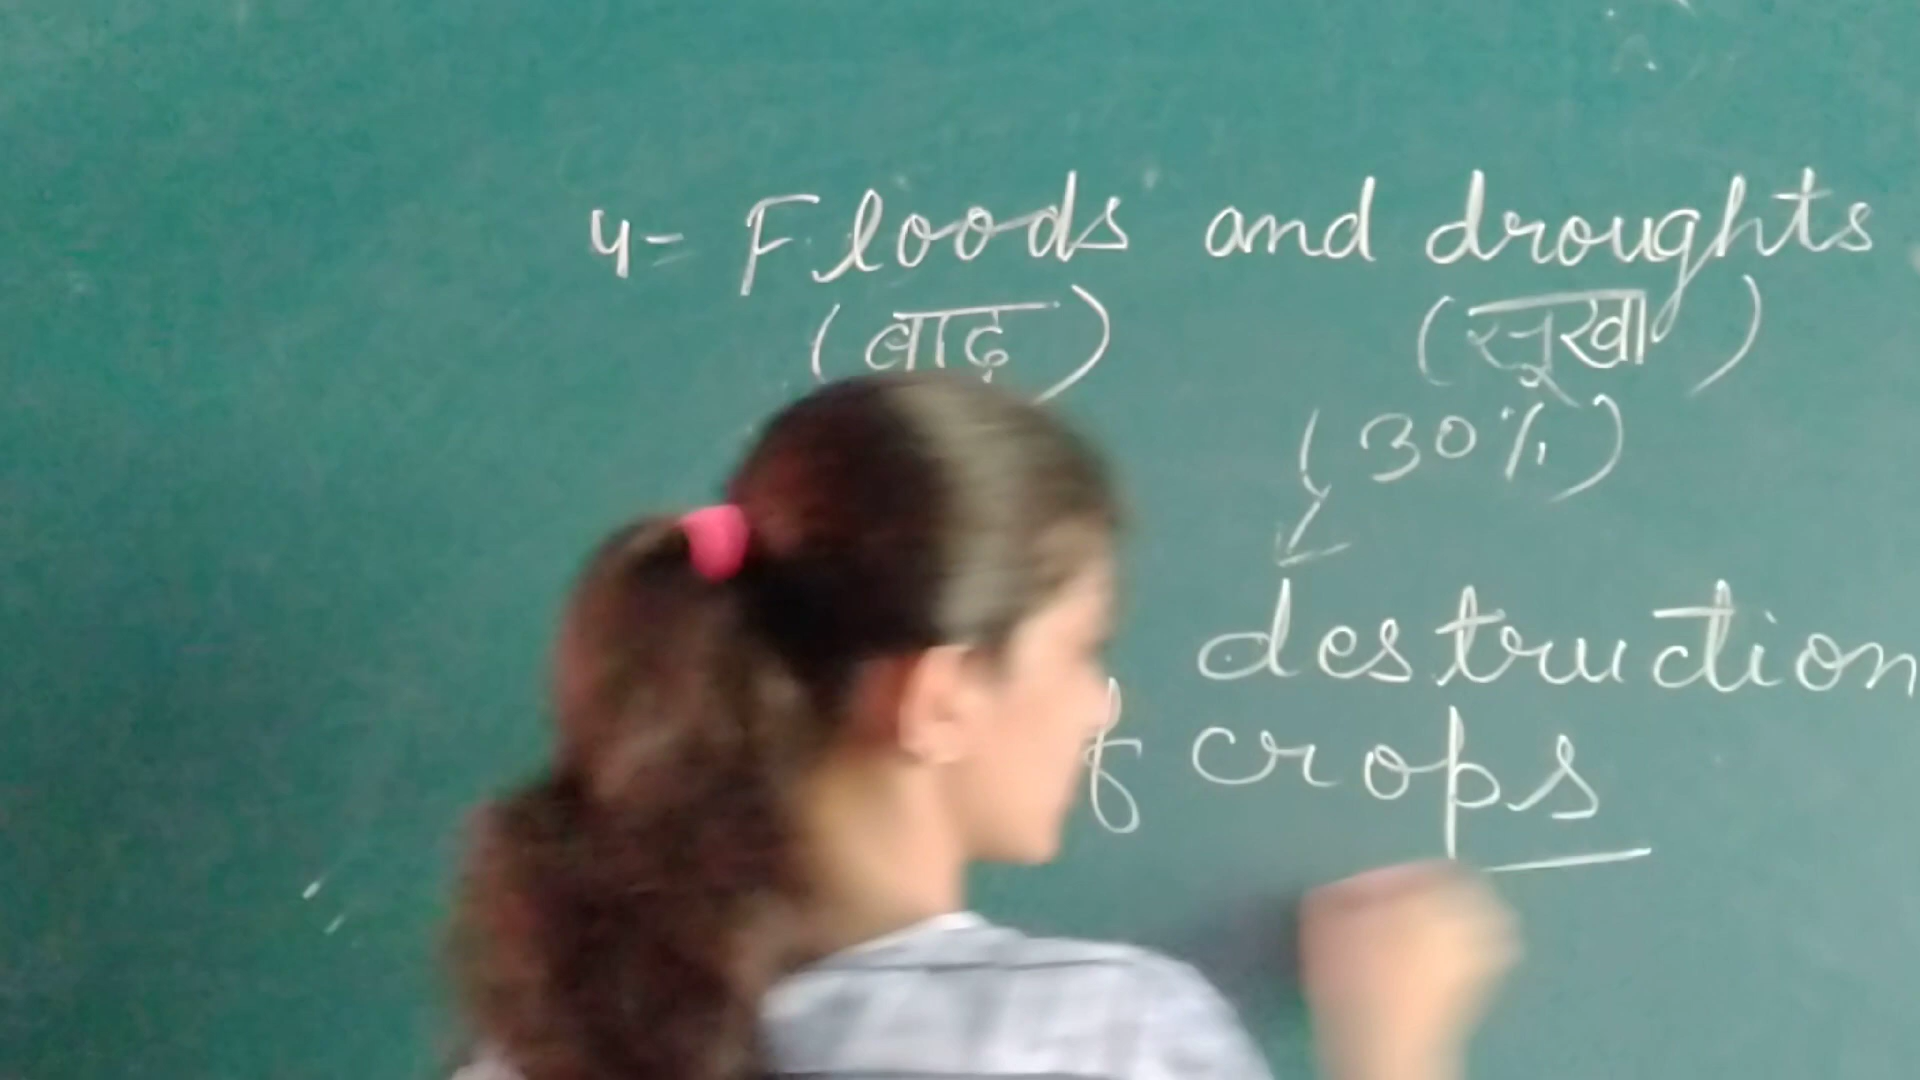 4- Floods and droughts
(बाढ़) (सूखा)
(30%)
destruction
crops